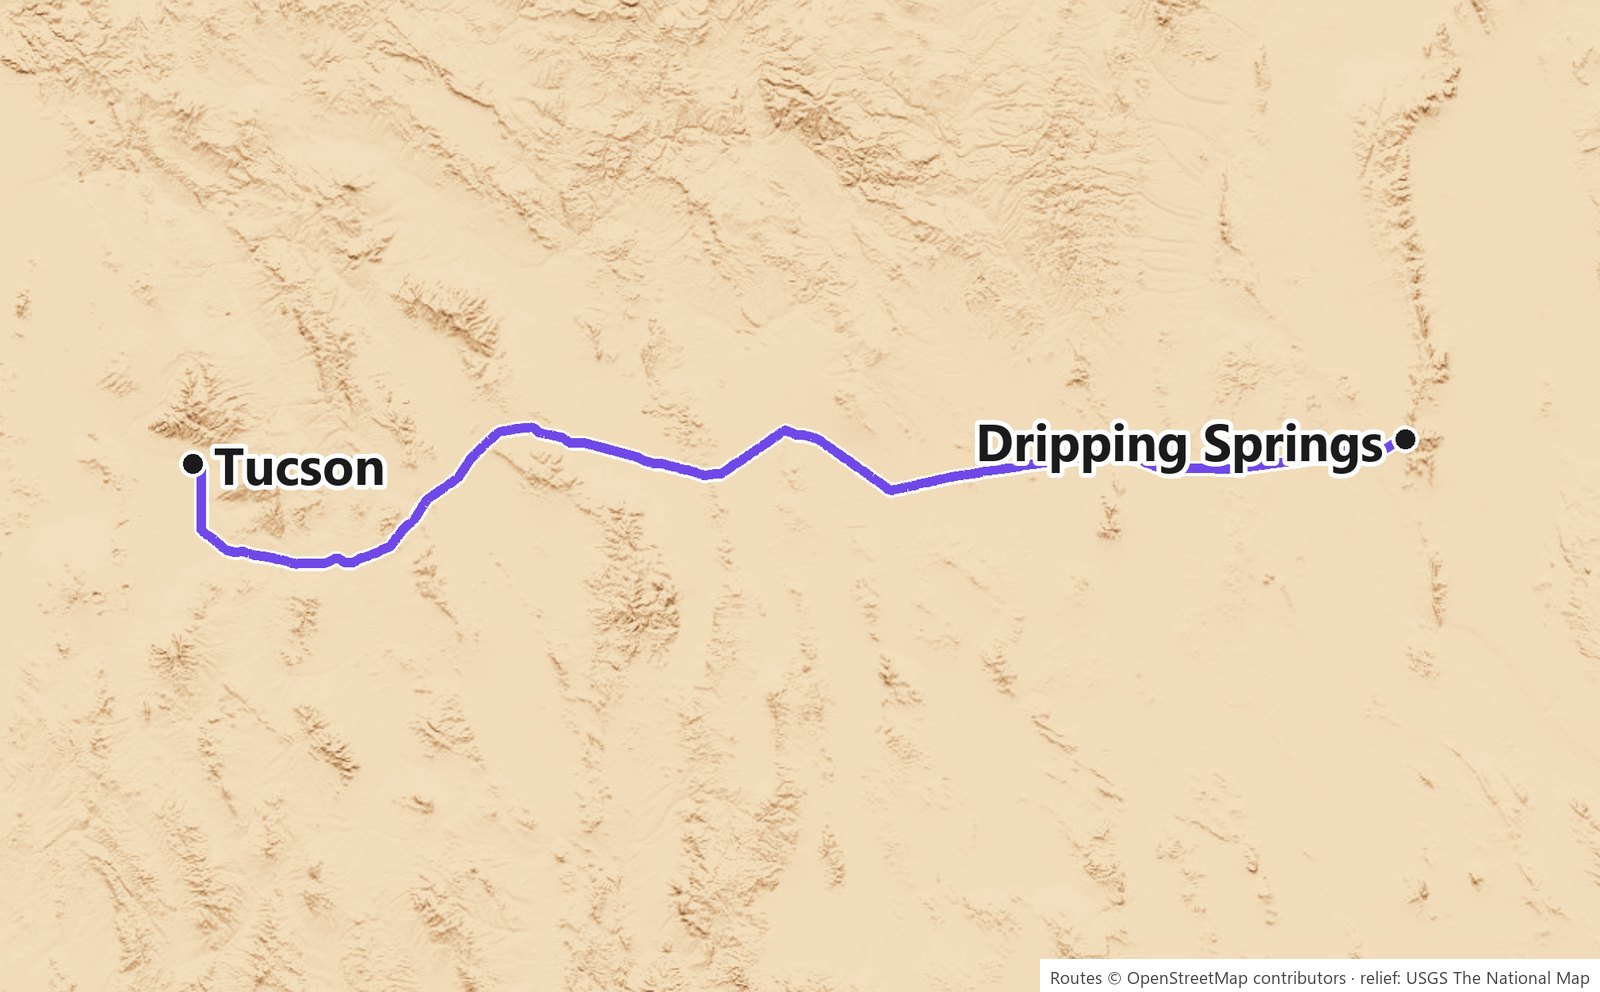 Dripping Springs
Tucson
Routes © OpenStreetMap contributors · relief: USGS The National Map